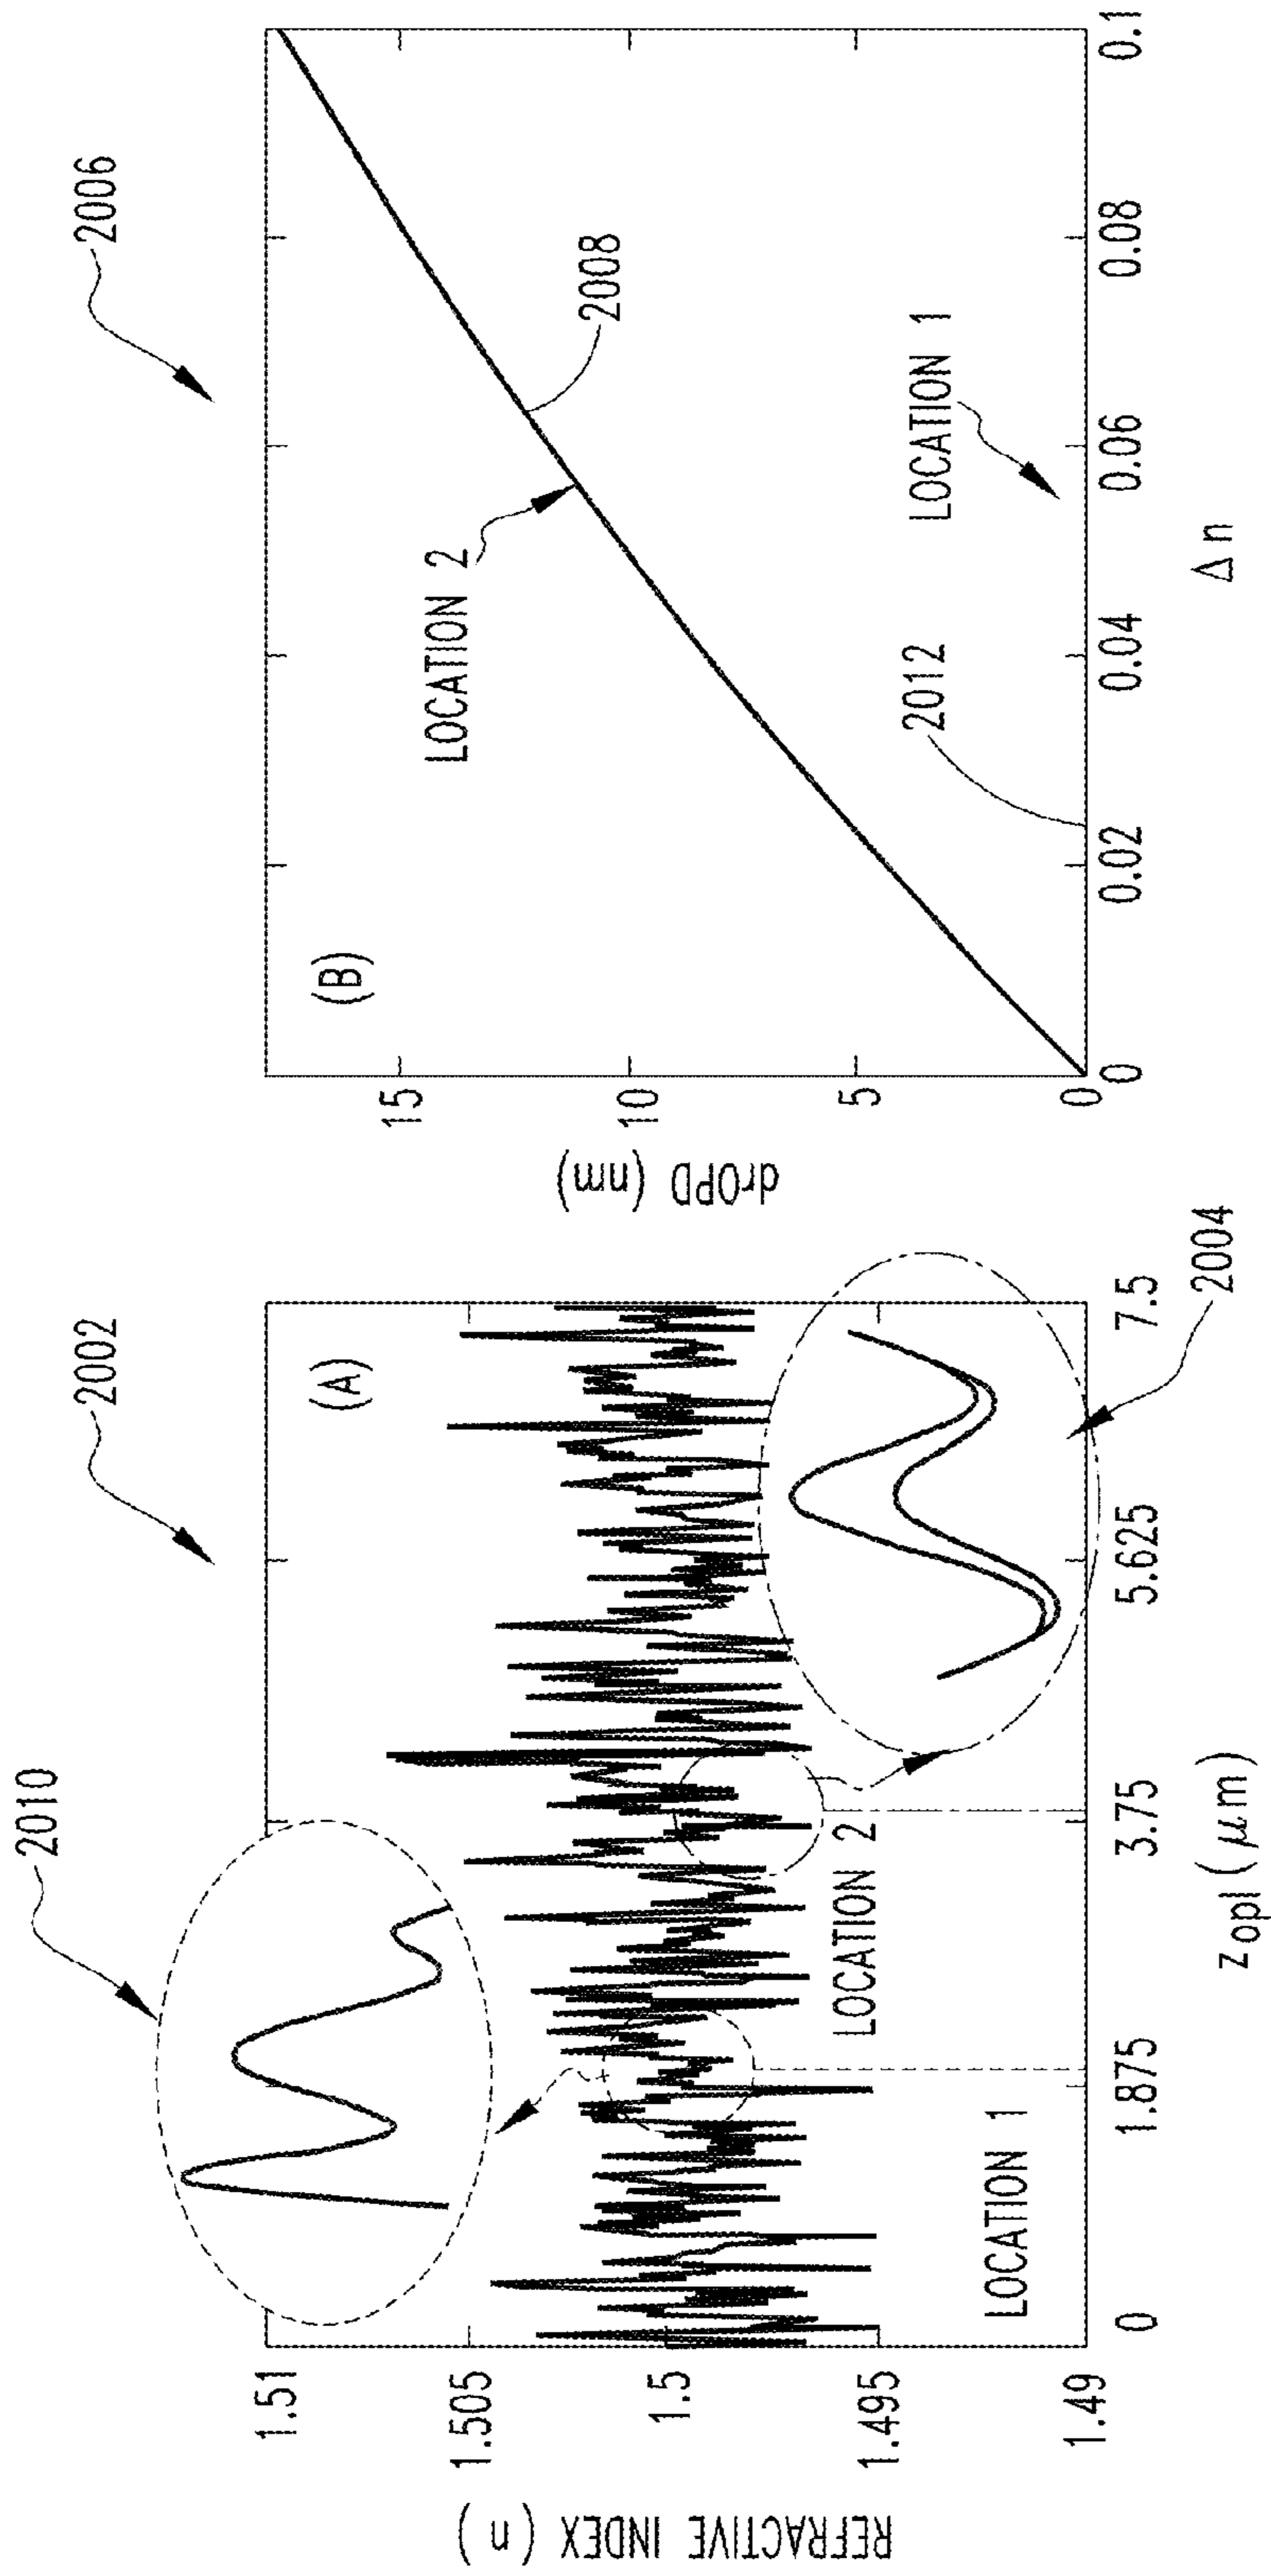 2002
2010
(A)
1.51
1.505
1.5
1.495
1.49
REFRACTIVE INDEX (n)
LOCATION 1
LOCATION 2
0
1.875
3.75
5.625
7.5
z opl (μm)
2004
2006
(B)
15
10
5
0
drOPD (nm)
LOCATION 2
2008
LOCATION 1
2012
0
0.02
0.04
0.06
0.08
0.1
Δn